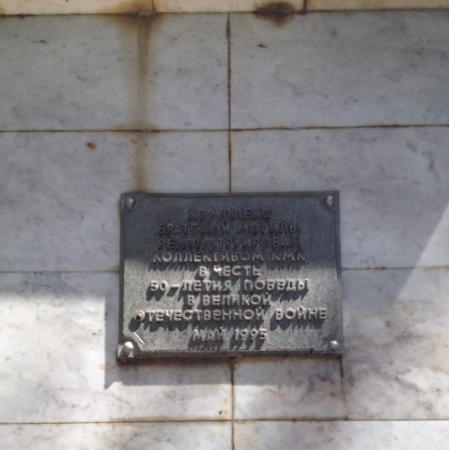 КОМПЛЕКС
БРАТСКОЙ МОГИЛЫ
РЕКОНСТРУИРОВАН
КОЛЛЕКТИВОМ КМК
В ЧЕСТЬ
50-ЛЕТИЯ ПОБЕДЫ
В ВЕЛИКОЙ
ОТЕЧЕСТВЕННОЙ ВОЙНЕ
МАЙ 1995